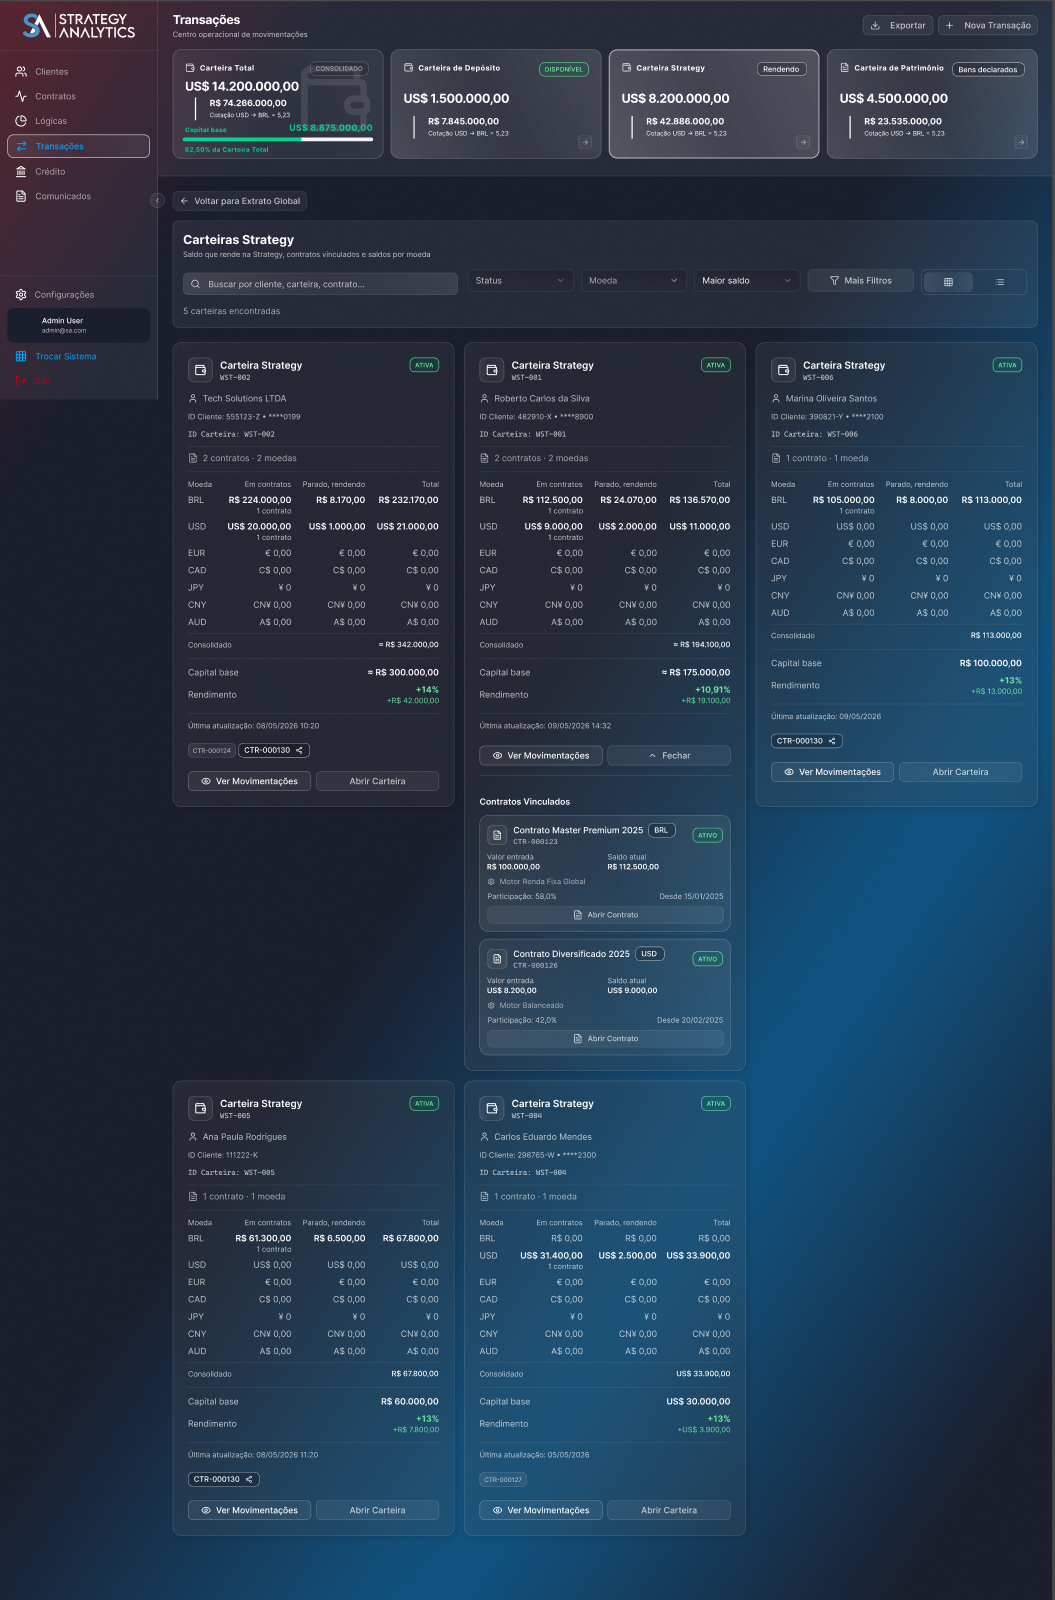 STRATEGY
ANALYTICS
Clientes
Contratos
Lógicas
Transações
Crédito
Comunicados
Configurações
Admin User
admin@sa.com
Trocar Sistema
Sair
Transações
Centro operacional de movimentações
Exportar
Nova Transação
Carteira Total
CONSOLIDADO
US$ 14.200.000,00
R$ 74.266.000,00
Cotação USD → BRL = 5,23
Capital base
US$ 8.875.000,00
62,50% da Carteira Total
Carteira de Depósito
DISPONÍVEL
US$ 1.500.000,00
R$ 7.845.000,00
Cotação USD → BRL = 5,23
Carteira Strategy
Rendendo
US$ 8.200.000,00
R$ 42.886.000,00
Cotação USD → BRL = 5,23
Carteira de Patrimônio
Bens declarados
US$ 4.500.000,00
R$ 23.535.000,00
Cotação USD → BRL = 5,23
Voltar para Extrato Global
Carteiras Strategy
Saldo que rende na Strategy, contratos vinculados e saldos por moeda
Buscar por cliente, carteira, contrato...
Status
Moeda
Maior saldo
Mais Filtros
5 carteiras encontradas
Carteira Strategy
WST-002
ATIVA
Tech Solutions LTDA
ID Cliente: 555123-Z • ****0199
ID Carteira: WST-002
2 contratos · 2 moedas
Moeda Em contratos Parado, rendendo Total
BRL R$ 224.000,00 R$ 8.170,00 R$ 232.170,00
1 contrato
USD US$ 20.000,00 US$ 1.000,00 US$ 21.000,00
1 contrato
EUR € 0,00 € 0,00 € 0,00
CAD C$ 0,00 C$ 0,00 C$ 0,00
JPY ¥ 0 ¥ 0 ¥ 0
CNY CN¥ 0,00 CN¥ 0,00 CN¥ 0,00
AUD A$ 0,00 A$ 0,00 A$ 0,00
Consolidado ≈ R$ 342.000,00
Capital base ≈ R$ 300.000,00
Rendimento +14%
+R$ 42.000,00
Última atualização: 08/05/2026 10:20
CTR-000124 CTR-000130
Ver Movimentações Abrir Carteira
Carteira Strategy
WST-001
ATIVA
Roberto Carlos da Silva
ID Cliente: 482910-X • ****8900
ID Carteira: WST-001
2 contratos · 2 moedas
Moeda Em contratos Parado, rendendo Total
BRL R$ 112.500,00 R$ 24.070,00 R$ 136.570,00
1 contrato
USD US$ 9.000,00 US$ 2.000,00 US$ 11.000,00
1 contrato
EUR € 0,00 € 0,00 € 0,00
CAD C$ 0,00 C$ 0,00 C$ 0,00
JPY ¥ 0 ¥ 0 ¥ 0
CNY CN¥ 0,00 CN¥ 0,00 CN¥ 0,00
AUD A$ 0,00 A$ 0,00 A$ 0,00
Consolidado ≈ R$ 194.100,00
Capital base ≈ R$ 175.000,00
Rendimento +10,91%
+R$ 19.100,00
Última atualização: 09/05/2026 14:32
Ver Movimentações Fechar
Contratos Vinculados
Contrato Master Premium 2025 BRL
CTR-000123
ATIVO
Valor entrada Saldo atual
R$ 100.000,00 R$ 112.500,00
Motor Renda Fixa Global
Participação: 58,0% Desde 15/01/2025
Abrir Contrato
Contrato Diversificado 2025 USD
CTR-000126
ATIVO
Valor entrada Saldo atual
US$ 8.200,00 US$ 9.000,00
Motor Balanceado
Participação: 42,0% Desde 20/02/2025
Abrir Contrato
Carteira Strategy
WST-006
ATIVA
Marina Oliveira Santos
ID Cliente: 390821-Y • ****2100
ID Carteira: WST-006
1 contrato · 1 moeda
Moeda Em contratos Parado, rendendo Total
BRL R$ 105.000,00 R$ 8.000,00 R$ 113.000,00
1 contrato
USD US$ 0,00 US$ 0,00 US$ 0,00
EUR € 0,00 € 0,00 € 0,00
CAD C$ 0,00 C$ 0,00 C$ 0,00
JPY ¥ 0 ¥ 0 ¥ 0
CNY CN¥ 0,00 CN¥ 0,00 CN¥ 0,00
AUD A$ 0,00 A$ 0,00 A$ 0,00
Consolidado R$ 113.000,00
Capital base R$ 100.000,00
Rendimento +13%
+R$ 13.000,00
Última atualização: 09/05/2026
CTR-000130
Ver Movimentações Abrir Carteira
Carteira Strategy
WST-005
ATIVA
Ana Paula Rodrigues
ID Cliente: 111222-K
ID Carteira: WST-005
1 contrato · 1 moeda
Moeda Em contratos Parado, rendendo Total
BRL R$ 61.300,00 R$ 6.500,00 R$ 67.800,00
1 contrato
USD US$ 0,00 US$ 0,00 US$ 0,00
EUR € 0,00 € 0,00 € 0,00
CAD C$ 0,00 C$ 0,00 C$ 0,00
JPY ¥ 0 ¥ 0 ¥ 0
CNY CN¥ 0,00 CN¥ 0,00 CN¥ 0,00
AUD A$ 0,00 A$ 0,00 A$ 0,00
Consolidado R$ 67.800,00
Capital base R$ 60.000,00
Rendimento +13%
+R$ 7.800,00
Última atualização: 08/05/2026 11:20
CTR-000130
Ver Movimentações Abrir Carteira
Carteira Strategy
WST-004
ATIVA
Carlos Eduardo Mendes
ID Cliente: 298765-W • ****2300
ID Carteira: WST-004
1 contrato · 1 moeda
Moeda Em contratos Parado, rendendo Total
BRL R$ 0,00 R$ 0,00 R$ 0,00
USD US$ 31.400,00 US$ 2.500,00 US$ 33.900,00
1 contrato
EUR € 0,00 € 0,00 € 0,00
CAD C$ 0,00 C$ 0,00 C$ 0,00
JPY ¥ 0 ¥ 0 ¥ 0
CNY CN¥ 0,00 CN¥ 0,00 CN¥ 0,00
AUD A$ 0,00 A$ 0,00 A$ 0,00
Consolidado US$ 33.900,00
Capital base US$ 30.000,00
Rendimento +13%
+US$ 3.900,00
Última atualização: 05/05/2026
CTR-000127
Ver Movimentações Abrir Carteira